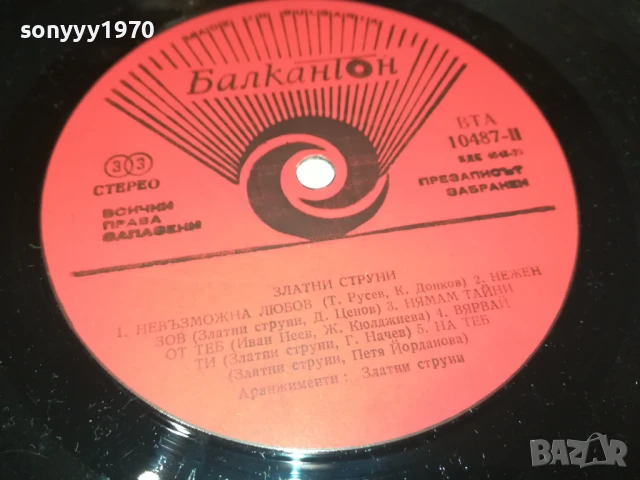 sonyyy1970
Балкантон
33
СТЕРЕО
ВСИЧКИ
ПРАВА
ЗАПАЗЕНИ
ВТА
10487-II
ПРЕЗАПИСЪТ
ЗАБРАНЕН
ЗЛАТНИ СТРУНИ
1. НЕВЪЗМОЖНА ЛЮБОВ (Т. Русев, К. Донков) 2. НЕЖЕН
ЗОВ (Златни струни, Д. Ценов) 3. НЯМАМ ТАЙНИ
ОТ ТЕБ (Иван Пеев, Ж. Кюлджиева) 4. ВЯРВАЙ
ТИ (Златни струни, Г. Начев) 5. НА ТЕБ
(Златни струни, Петя Йорданова)
Аранжименти: Златни струни
BAZAR